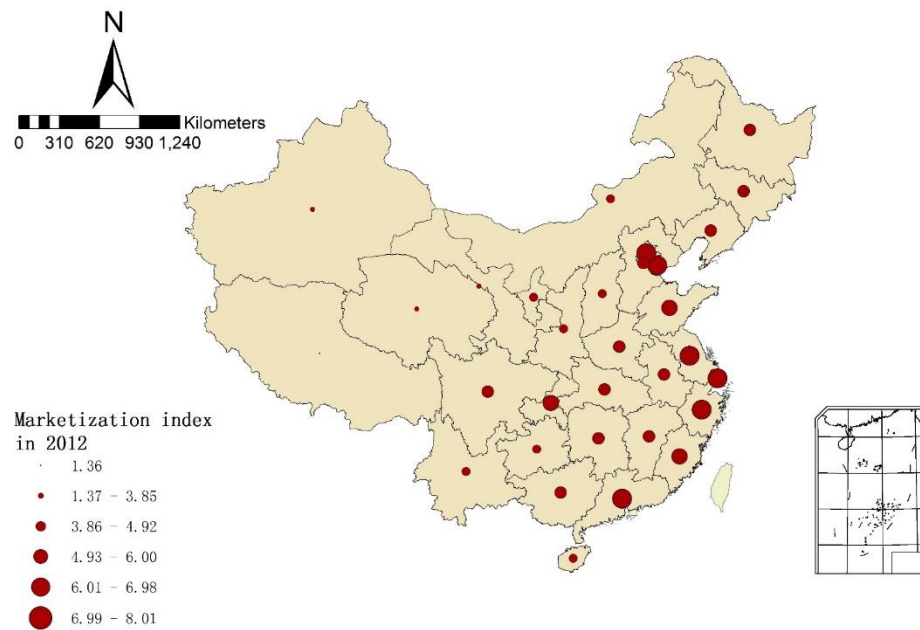 N
Kilometers
0 310 620 930 1,240
Marketization index
in 2012
1.36
1.37 - 3.85
3.86 - 4.92
4.93 - 6.00
6.01 - 6.98
6.99 - 8.01